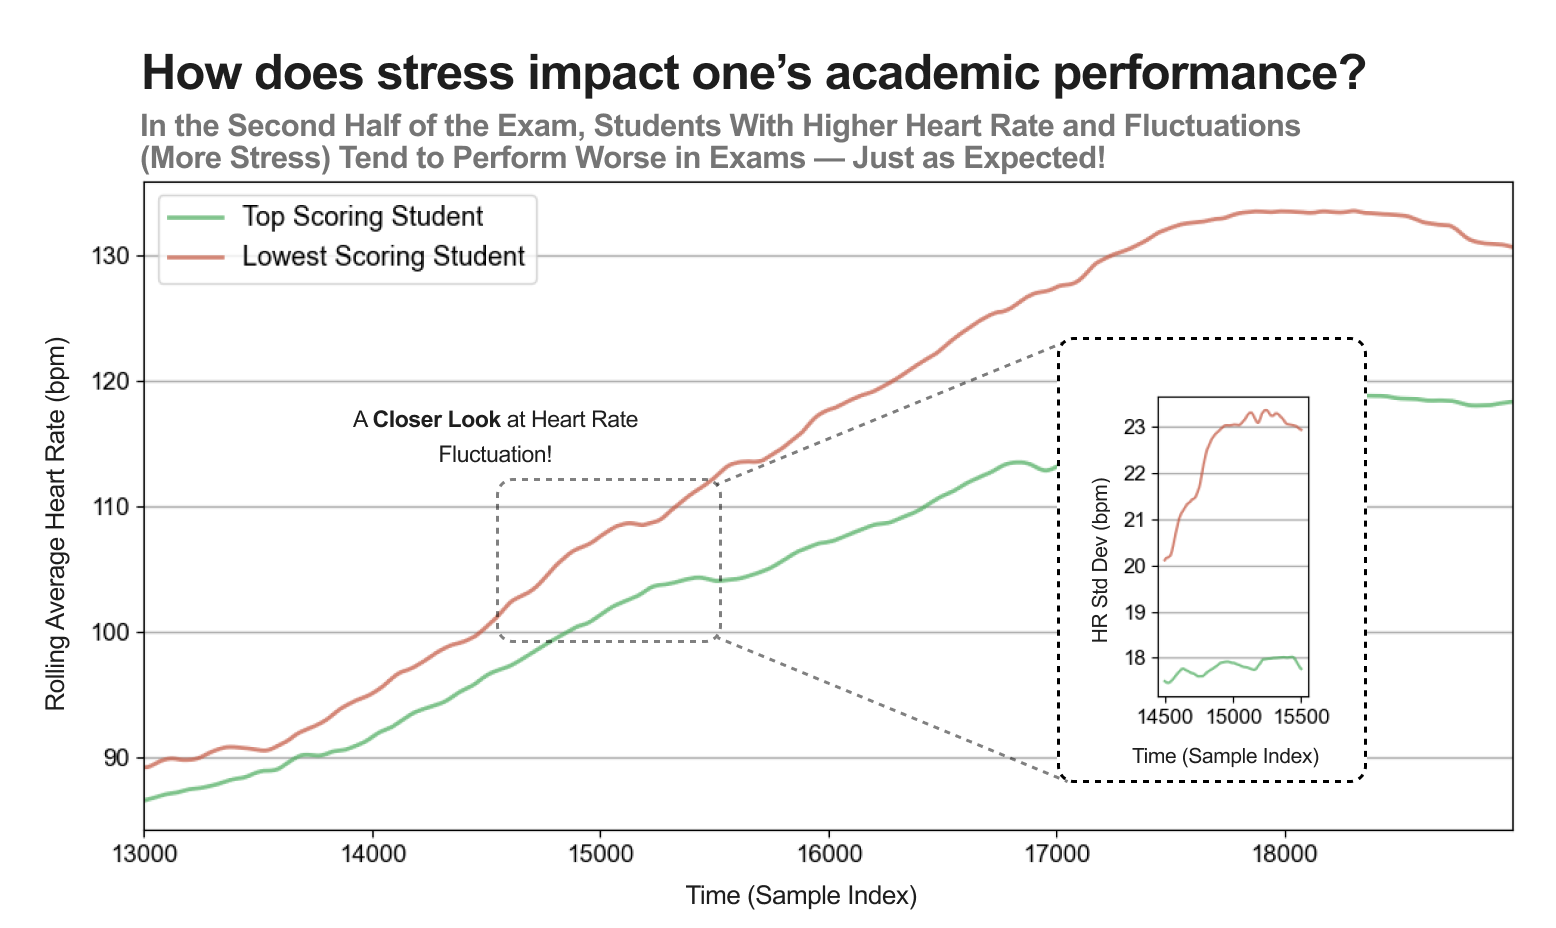 How does stress impact one’s academic performance?
In the Second Half of the Exam, Students With Higher Heart Rate and Fluctuations
(More Stress) Tend to Perform Worse in Exams — Just as Expected!
Top Scoring Student
Lowest Scoring Student
130
120
110
100
90
Rolling Average Heart Rate (bpm)
A Closer Look at Heart Rate
Fluctuation!
23
22
21
20
19
18
HR Std Dev (bpm)
14500 15000 15500
Time (Sample Index)
13000 14000 15000 16000 17000 18000
Time (Sample Index)